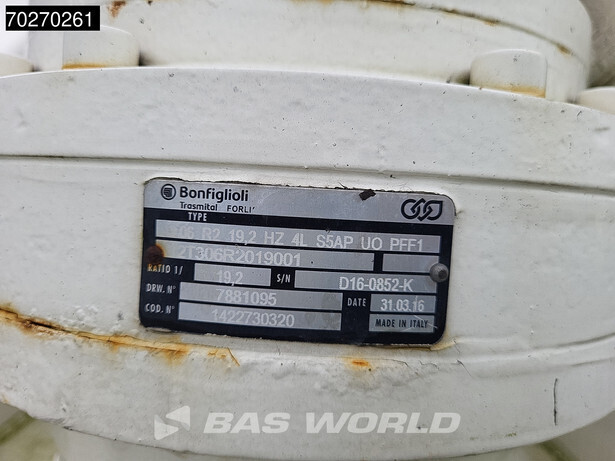 70270261
Bonfiglioli
Trasmital FORLI'
TYPE
R2 19,2 HZ 4L S5AP UO PFF1
2T306R2019001
RATIO 1/ 19,2 S/N D16-0852-K
DRW. N° 7881095 DATE 31.03.16
COD. N° 1422730320 MADE IN ITALY
BAS WORLD